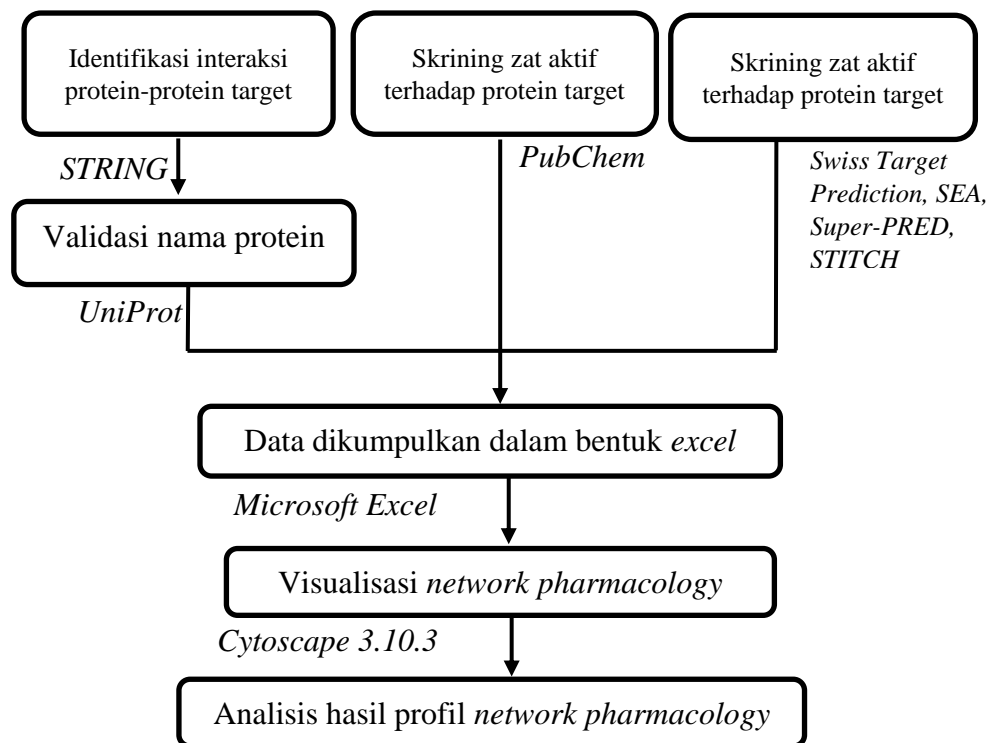 Identifikasi interaksi
protein-protein target
Skrining zat aktif
terhadap protein target
Skrining zat aktif
terhadap protein target
STRING
PubChem
Swiss Target
Prediction, SEA,
Super-PRED,
STITCH
Validasi nama protein
UniProt
Data dikumpulkan dalam bentuk excel
Microsoft Excel
Visualisasi network pharmacology
Cytoscape 3.10.3
Analisis hasil profil network pharmacology